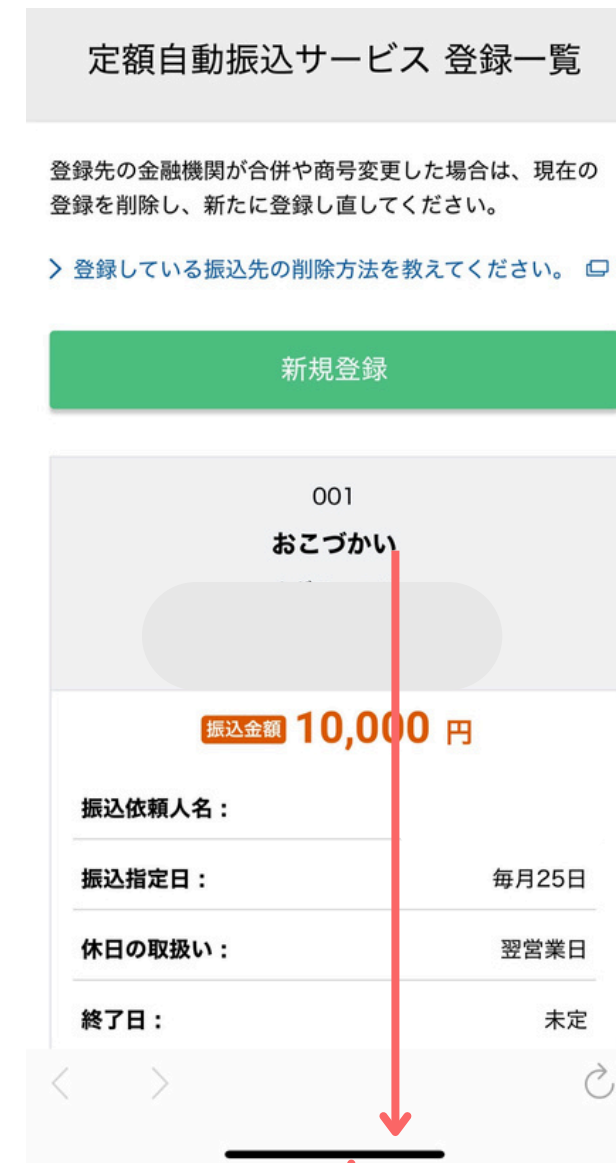 定額自動振込サービス 登録一覧
登録先の金融機関が合併や商号変更した場合は、現在の
登録を削除し、新たに登録し直してください。
登録している振込先の削除方法を教えてください。
新規登録
001
おこづかい
振込金額 10,000 円
振込依頼人名：
振込指定日： 毎月25日
休日の取扱い： 翌営業日
終了日： 未定